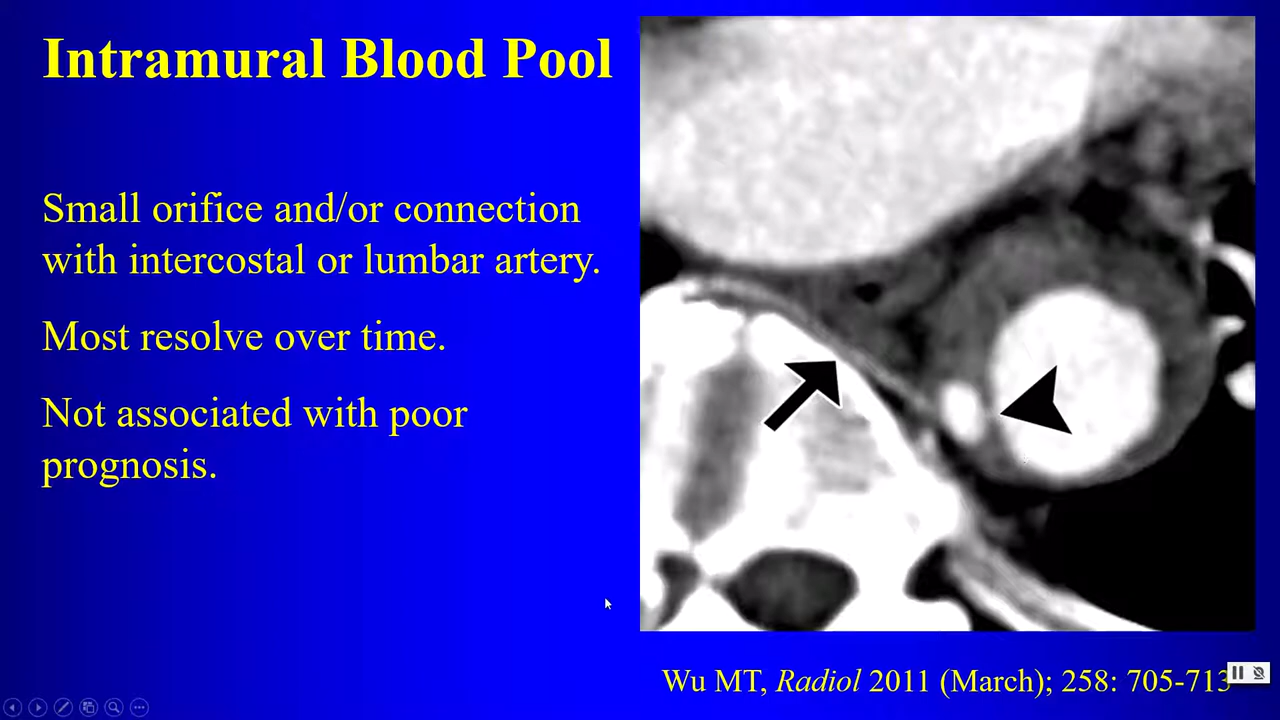 Intramural Blood Pool
Small orifice and/or connection
with intercostal or lumbar artery.
Most resolve over time.
Not associated with poor
prognosis.
Wu MT, Radiol 2011 (March); 258: 705-713